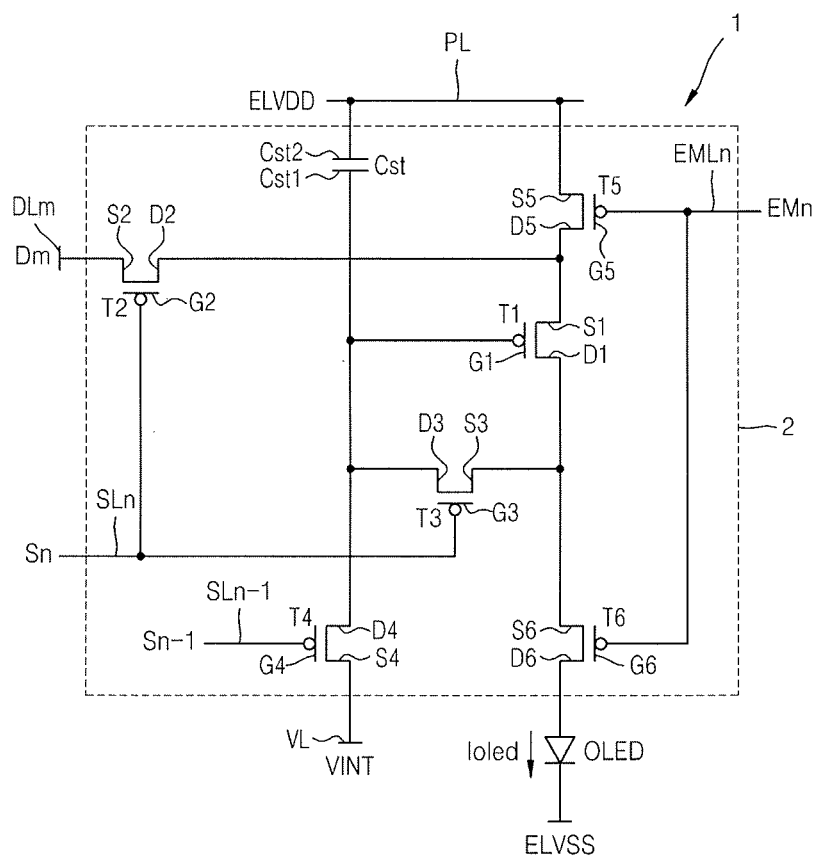 1
PL
ELVDD
Cst2
Cst1
Cst
EMLn
S5
T5
D5
G5
EMn
DLm
S2
D2
Dm
T2
G2
T1
S1
G1
D1
D3
S3
2
T3
G3
SLn
Sn
SLn-1
T4
Sn-1
D4
G4
S4
S6
T6
D6
G6
VL
VINT
Ioled
OLED
ELVSS